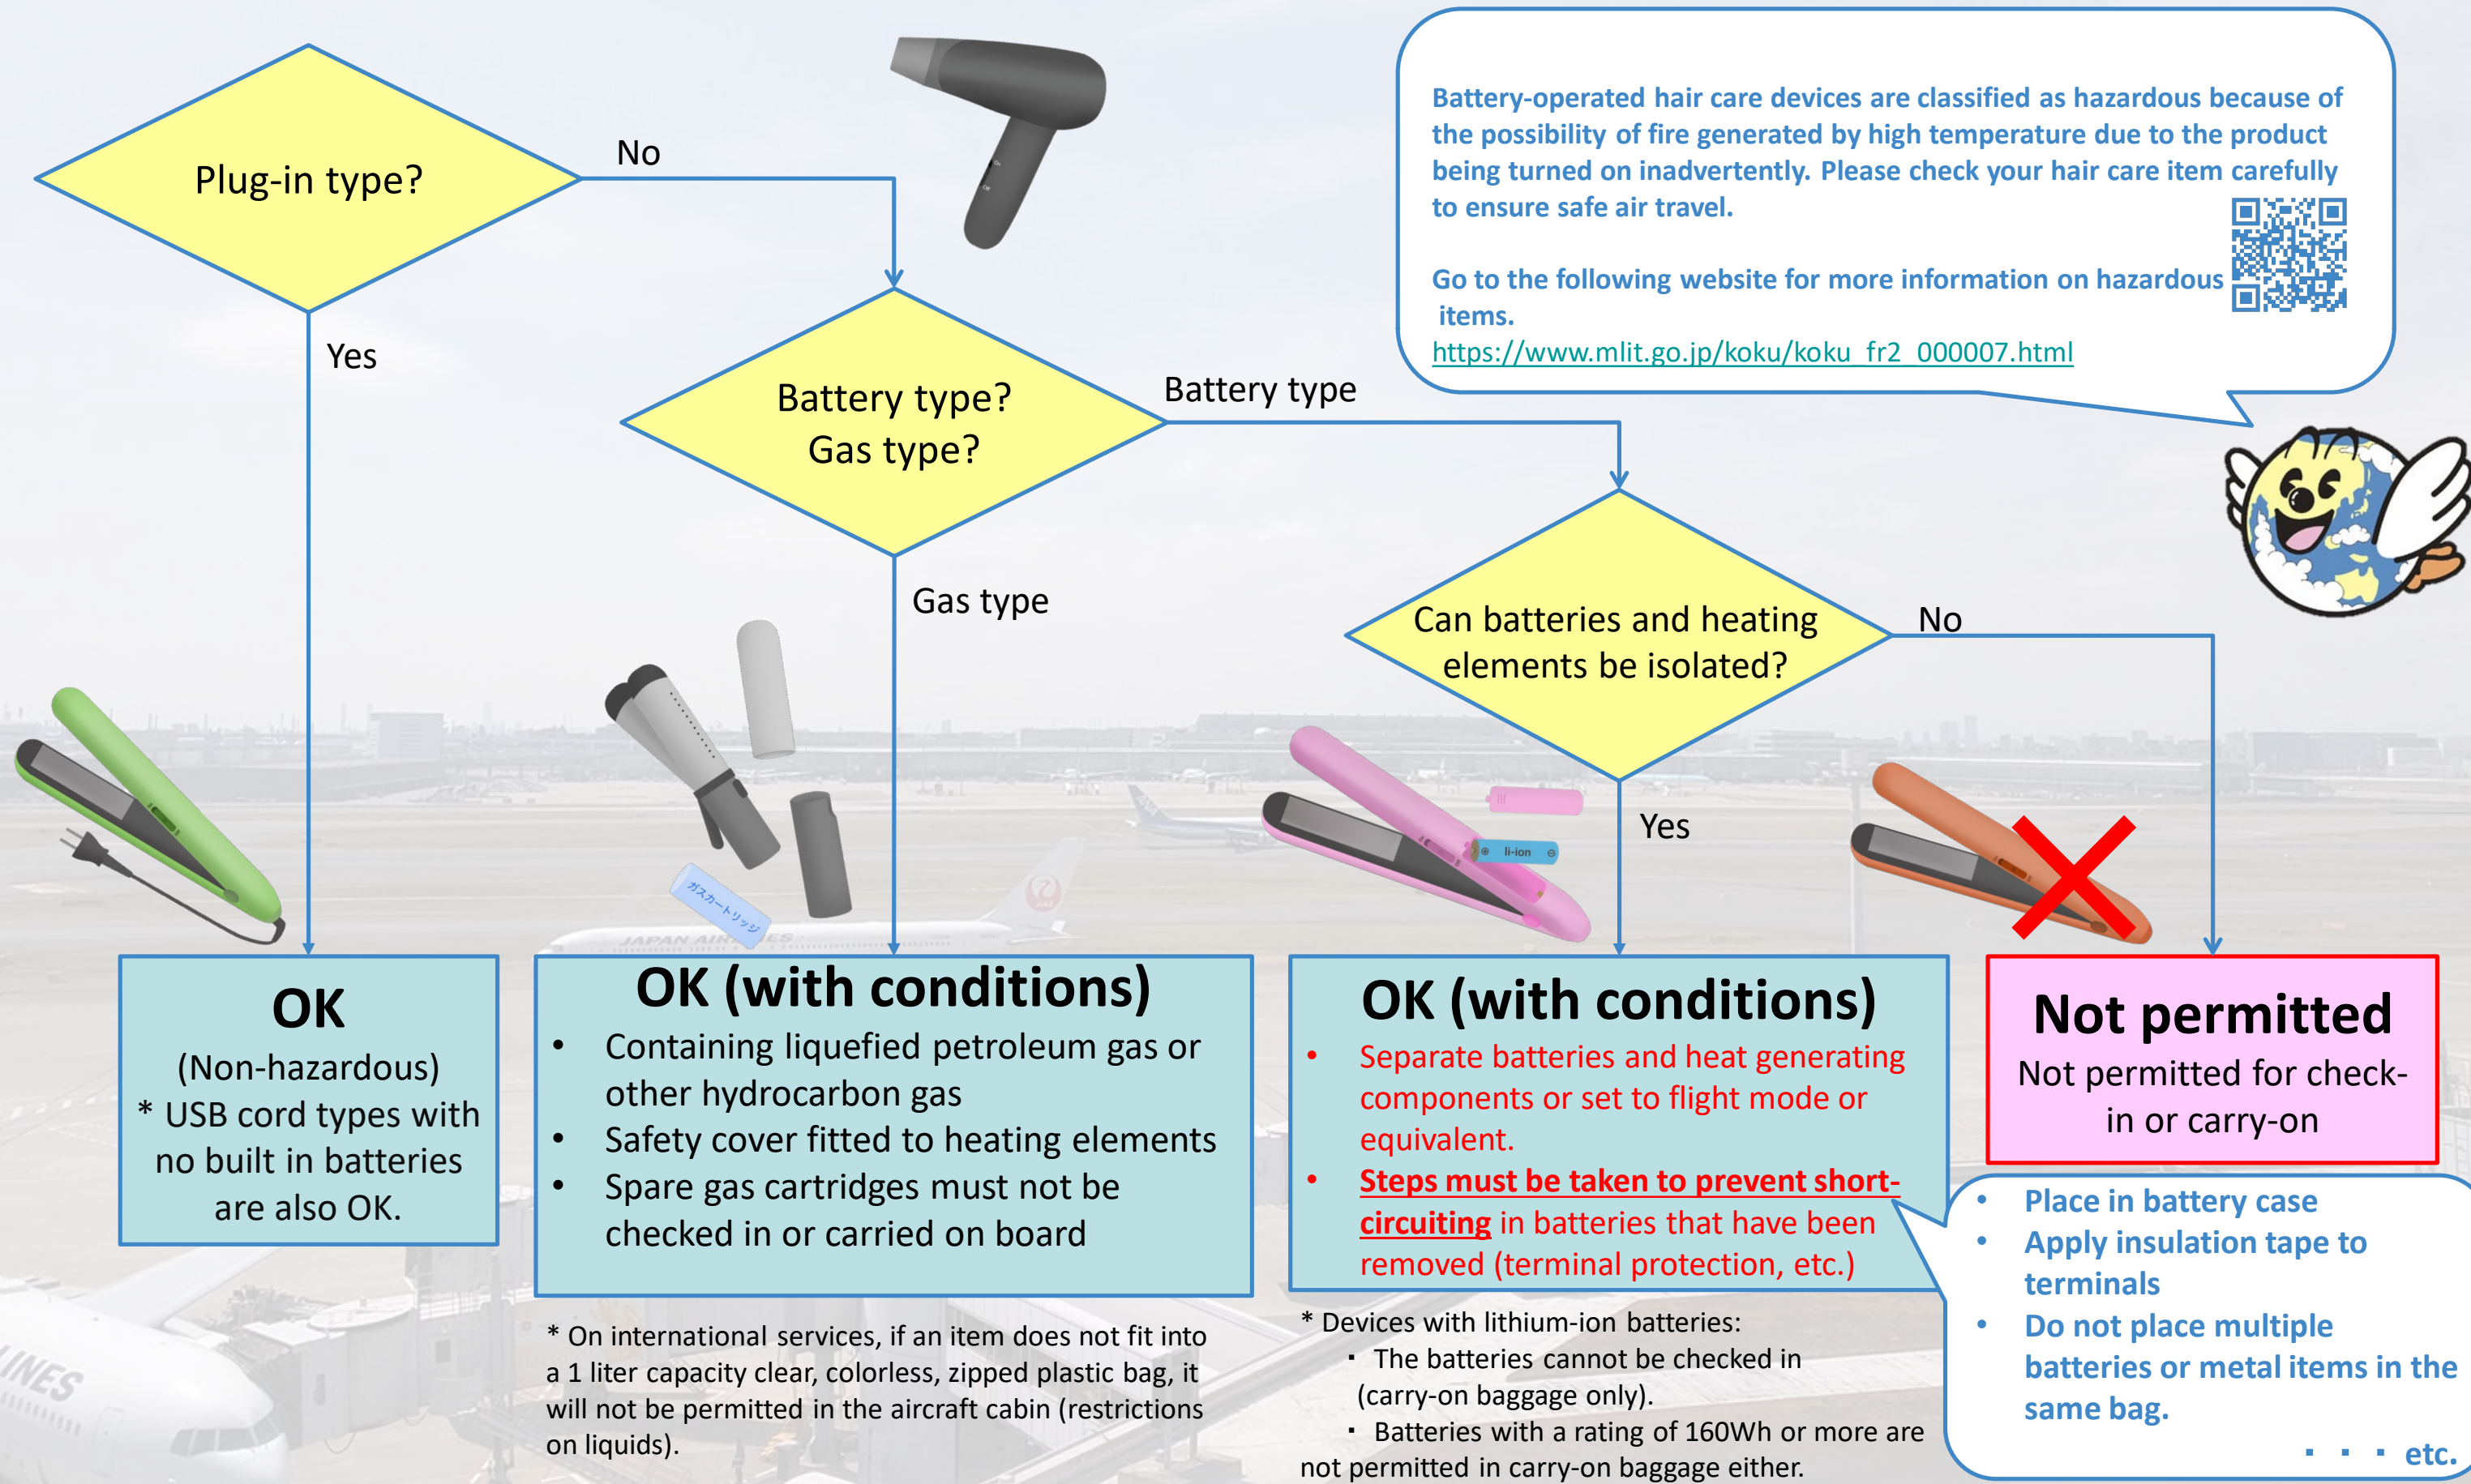 Plug-in type?
No
Yes
Battery type?
Gas type?
Battery type
Gas type
Can batteries and heating
elements be isolated?
No
Yes
Battery-operated hair care devices are classified as hazardous because of
the possibility of fire generated by high temperature due to the product
being turned on inadvertently. Please check your hair care item carefully
to ensure safe air travel.
Go to the following website for more information on hazardous
items.
https://www.mlit.go.jp/koku/koku_fr2_000007.html
On
Off
ガスカートリッジ
li-ion
JAPAN AIRLINES
JAL
ANA
OK
(Non-hazardous)
* USB cord types with
no built in batteries
are also OK.
OK (with conditions)
• Containing liquefied petroleum gas or
other hydrocarbon gas
• Safety cover fitted to heating elements
• Spare gas cartridges must not be
checked in or carried on board
* On international services, if an item does not fit into
a 1 liter capacity clear, colorless, zipped plastic bag, it
will not be permitted in the aircraft cabin (restrictions
on liquids).
OK (with conditions)
• Separate batteries and heat generating
components or set to flight mode or
equivalent.
• Steps must be taken to prevent short-
circuiting in batteries that have been
removed (terminal protection, etc.)
* Devices with lithium-ion batteries:
・ The batteries cannot be checked in
(carry-on baggage only).
・ Batteries with a rating of 160Wh or more are
not permitted in carry-on baggage either.
Not permitted
Not permitted for check-
in or carry-on
• Place in battery case
• Apply insulation tape to
terminals
• Do not place multiple
batteries or metal items in the
same bag.
・・・etc.
INES